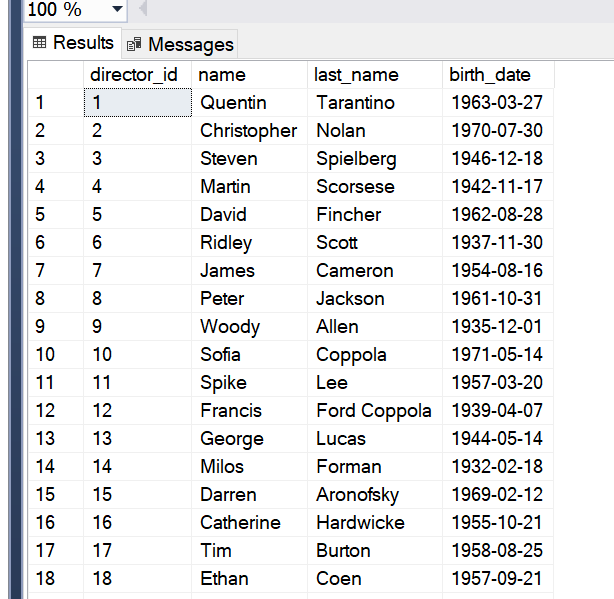 100 %
Results Messages
director_id name last_name birth_date
1 1 Quentin Tarantino 1963-03-27
2 2 Christopher Nolan 1970-07-30
3 3 Steven Spielberg 1946-12-18
4 4 Martin Scorsese 1942-11-17
5 5 David Fincher 1962-08-28
6 6 Ridley Scott 1937-11-30
7 7 James Cameron 1954-08-16
8 8 Peter Jackson 1961-10-31
9 9 Woody Allen 1935-12-01
10 10 Sofia Coppola 1971-05-14
11 11 Spike Lee 1957-03-20
12 12 Francis Ford Coppola 1939-04-07
13 13 George Lucas 1944-05-14
14 14 Milos Forman 1932-02-18
15 15 Darren Aronofsky 1969-02-12
16 16 Catherine Hardwicke 1955-10-21
17 17 Tim Burton 1958-08-25
18 18 Ethan Coen 1957-09-21